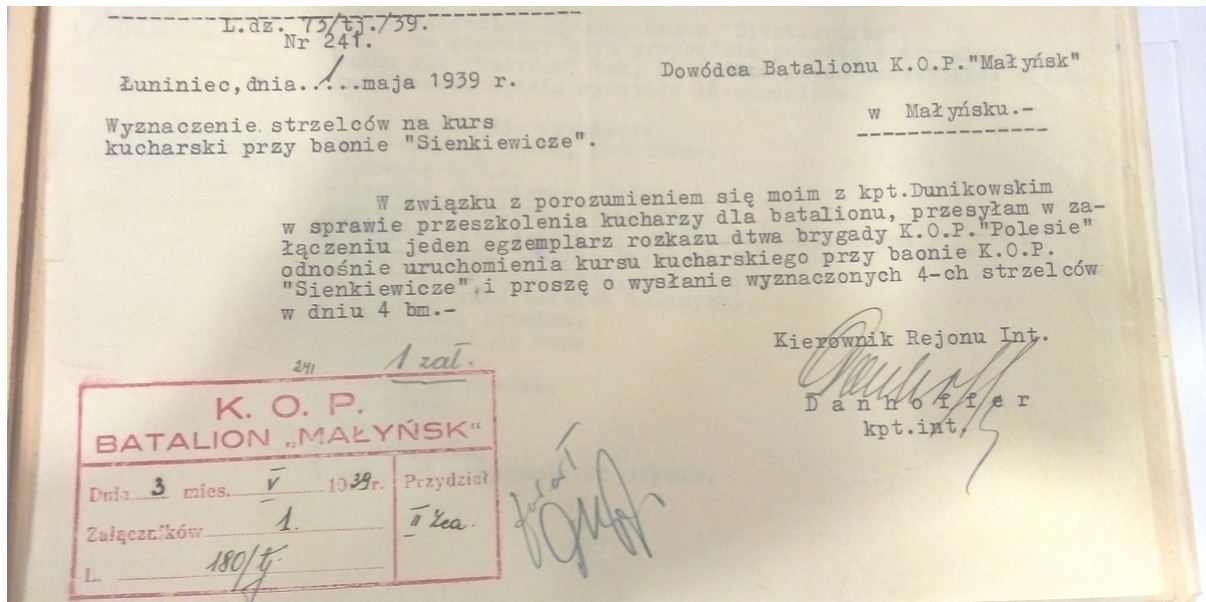 L.dz. 73/tj./39.
Nr 241.
Łuniniec,dnia..1...maja 1939 r.
Dowódca Batalionu K.O.P."Małyńsk"
w Małyńsku.-
Wyznaczenie strzelców na kurs
kucharski przy baonie "Sienkiewicze".
W związku z porozumieniem się moim z kpt.Dunikowskim
w sprawie przeszkolenia kucharzy dla batalionu, przesyłam w za-
łączeniu jeden egzemplarz rozkazu dtwa brygady K.O.P."Polesie"
odnośnie uruchomienia kursu kucharskiego przy baonie K.O.P.
"Sienkiewicze".i proszę o wysłanie wyznaczonych 4-ch strzelców
w dniu 4 bm.-
Kierownik Rejonu Int.
Danhoffer
kpt.int.
241 1 zał.
K. O. P.
BATALION „MAŁYŃSK"
Dnia 3 mies. V 1939r. Przydział
Załączników 1. II Zca.
L. 180/tj.